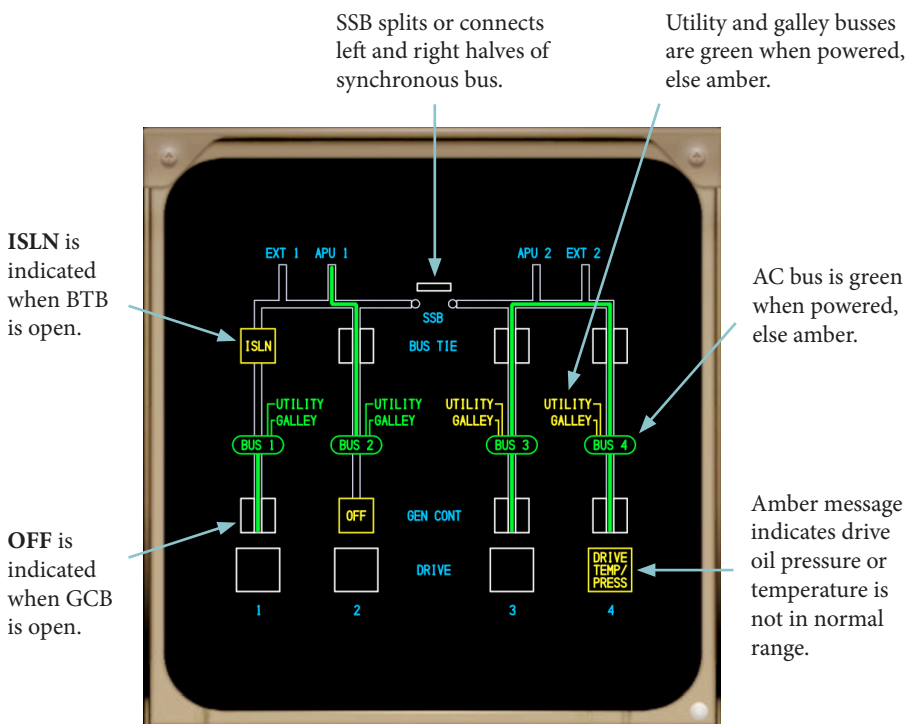 SSB splits or connects
left and right halves of
synchronous bus.
Utility and galley busses
are green when powered,
else amber.
ISLN is
indicated
when BTB
is open.
AC bus is green
when powered,
else amber.
OFF is
indicated
when GCB
is open.
Amber message
indicates drive
oil pressure or
temperature is
not in normal
range.
EXT 1 APU 1 APU 2 EXT 2
SSB
ISLN BUS TIE
UTILITY UTILITY UTILITY UTILITY
GALLEY GALLEY GALLEY GALLEY
BUS 1 BUS 2 BUS 3 BUS 4
OFF GEN CONT
DRIVE
DRIVE
TEMP/
PRESS
1 2 3 4